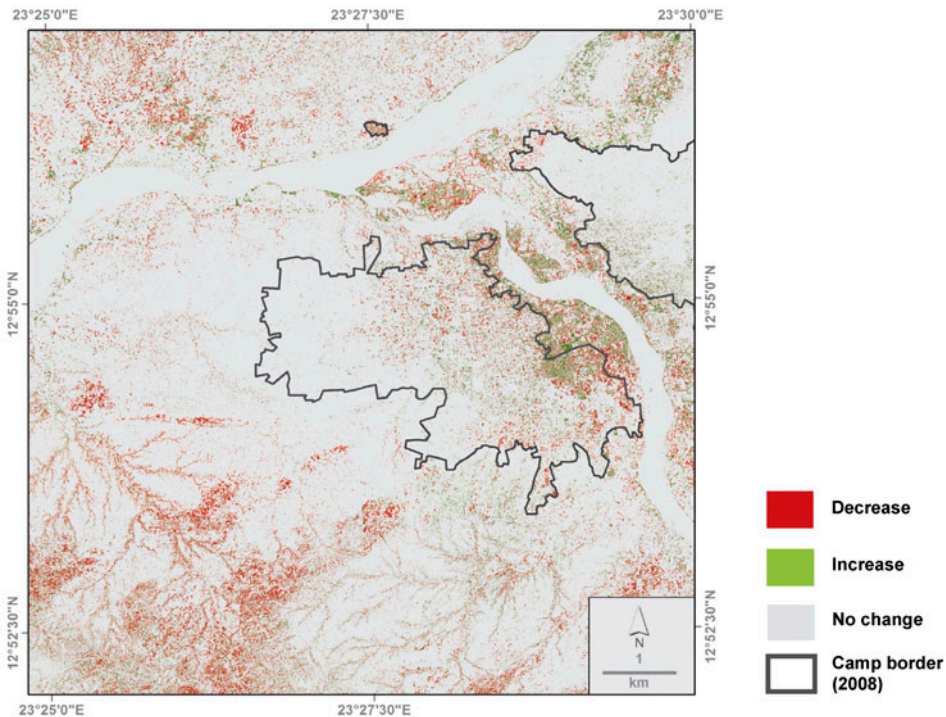 23°25'0"E
23°27'30"E
23°30'0"E
12°55'0"N
12°55'0"N
12°52'30"N
12°52'30"N
N
1
km
23°25'0"E
23°27'30"E
Decrease
Increase
No change
Camp border
(2008)